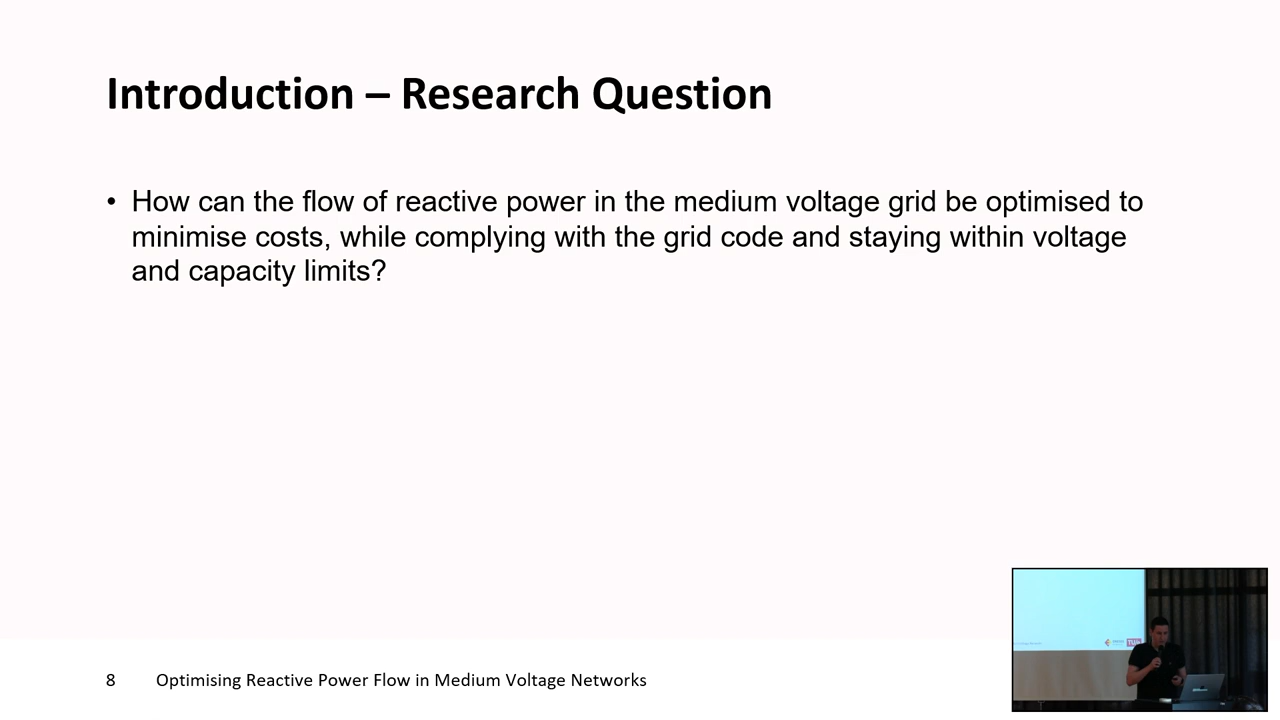 Introduction – Research Question
• How can the flow of reactive power in the medium voltage grid be optimised to
minimise costs, while complying with the grid code and staying within voltage
and capacity limits?
8 Optimising Reactive Power Flow in Medium Voltage Networks